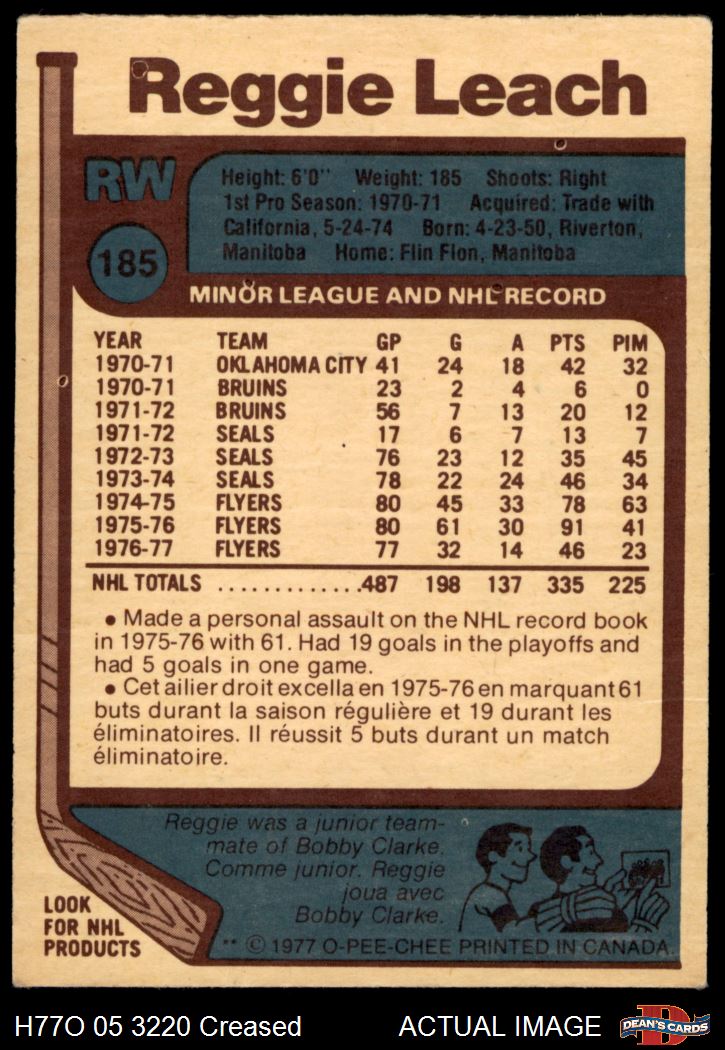 Reggie Leach
RW
Height: 6'0" Weight: 185 Shoots: Right
1st Pro Season: 1970-71 Acquired: Trade with
California, 5-24-74 Born: 4-23-50, Riverton,
Manitoba Home: Flin Flon, Manitoba
185
MINOR LEAGUE AND NHL RECORD
YEAR TEAM GP G A PTS PIM
1970-71 OKLAHOMA CITY 41 24 18 42 32
1970-71 BRUINS 23 2 4 6 0
1971-72 BRUINS 56 7 13 20 12
1971-72 SEALS 17 6 7 13 7
1972-73 SEALS 76 23 12 35 45
1973-74 SEALS 78 22 24 46 34
1974-75 FLYERS 80 45 33 78 63
1975-76 FLYERS 80 61 30 91 41
1976-77 FLYERS 77 32 14 46 23
NHL TOTALS ..............487 198 137 335 225
• Made a personal assault on the NHL record book
in 1975-76 with 61. Had 19 goals in the playoffs and
had 5 goals in one game.
• Cet ailier droit excella en 1975-76 en marquant 61
buts durant la saison régulière et 19 durant les
éliminatoires. Il réussit 5 buts durant un match
éliminatoire.
Reggie was a junior team-
mate of Bobby Clarke.
Comme junior. Reggie
joua avec
Bobby Clarke.
LOOK
FOR NHL
PRODUCTS
** © 1977 O-PEE-CHEE PRINTED IN CANADA.
H77O 05 3220 Creased
ACTUAL IMAGE
D
DEAN'S CARDS